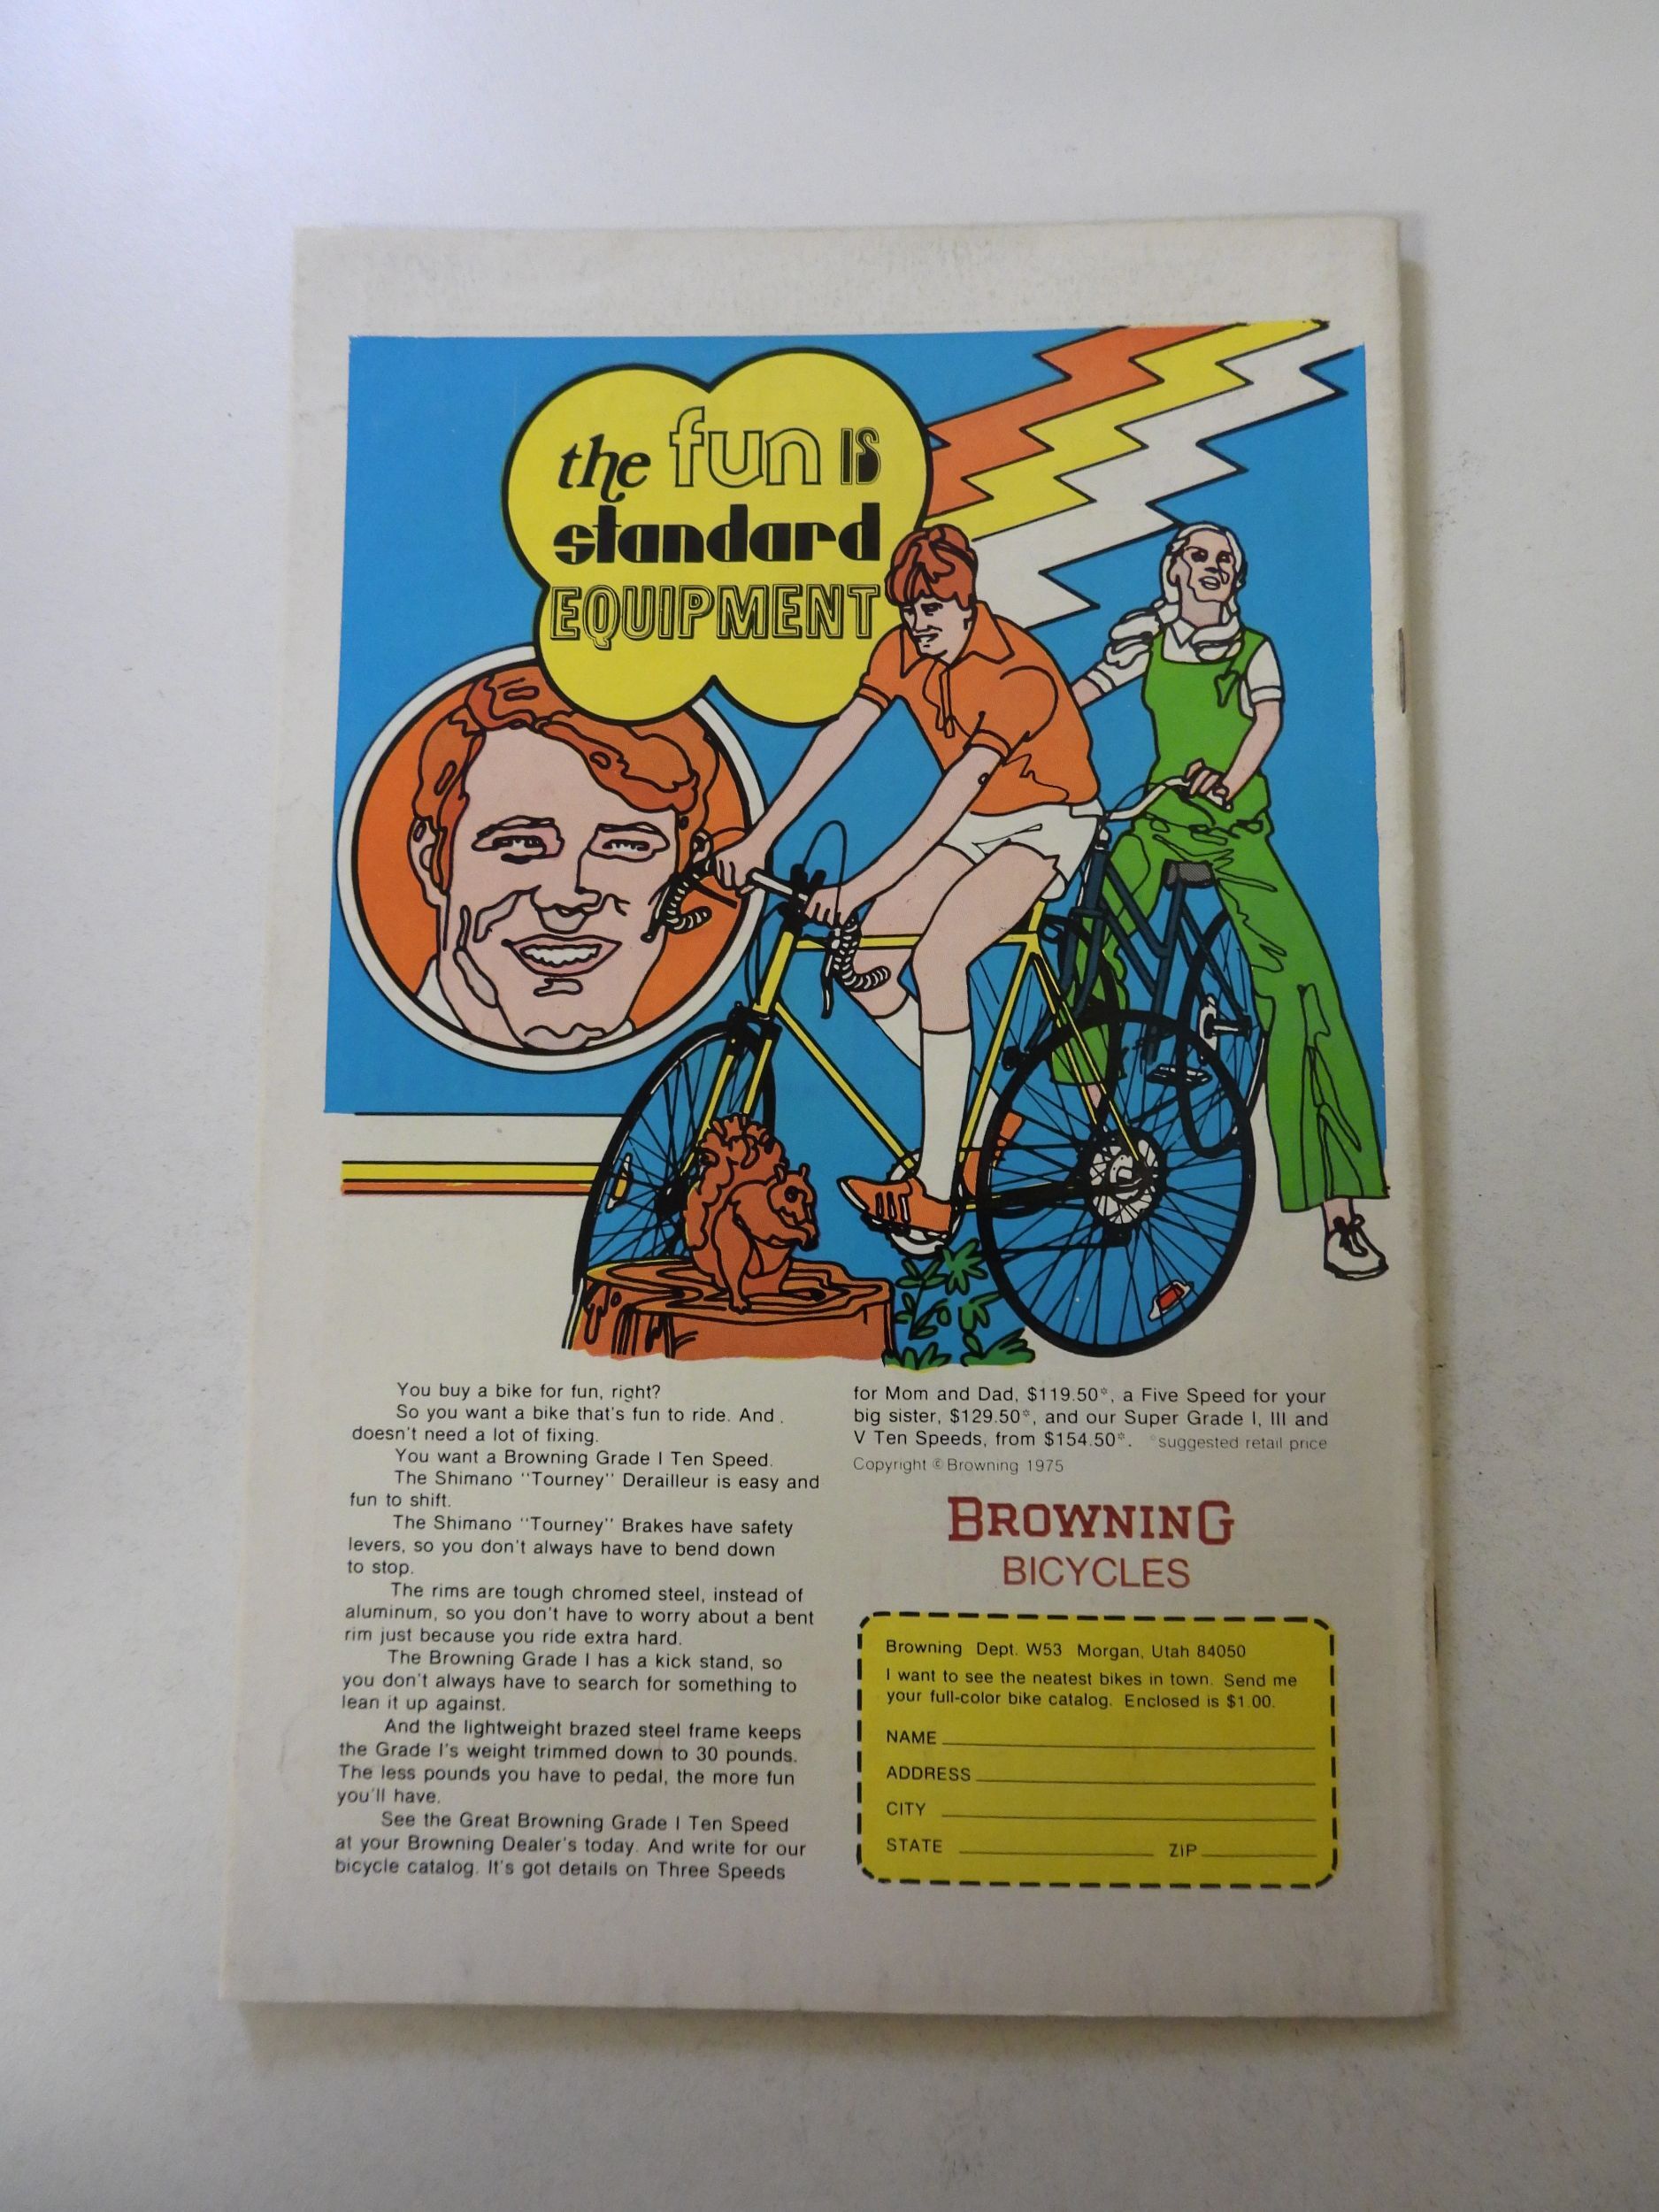 the fun IS
standard
EQUIPMENT
You buy a bike for fun, right?
So you want a bike that's fun to ride. And
doesn't need a lot of fixing.
You want a Browning Grade I Ten Speed.
The Shimano "Tourney" Derailleur is easy and
fun to shift.
The Shimano "Tourney" Brakes have safety
levers, so you don't always have to bend down
to stop.
The rims are tough chromed steel, instead of
aluminum, so you don't have to worry about a bent
rim just because you ride extra hard.
The Browning Grade I has a kick stand, so
you don't always have to search for something to
lean it up against.
And the lightweight brazed steel frame keeps
the Grade I's weight trimmed down to 30 pounds.
The less pounds you have to pedal, the more fun
you'll have.
See the Great Browning Grade I Ten Speed
at your Browning Dealer's today. And write for our
bicycle catalog. It's got details on Three Speeds
for Mom and Dad, $119.50*, a Five Speed for your
big sister, $129.50*, and our Super Grade I, III and
V Ten Speeds, from $154.50*. *suggested retail price
Copyright © Browning 1975
BROWNING
BICYCLES
Browning Dept. W53 Morgan, Utah 84050
I want to see the neatest bikes in town. Send me
your full-color bike catalog. Enclosed is $1.00.
NAME
ADDRESS
CITY
STATE ZIP